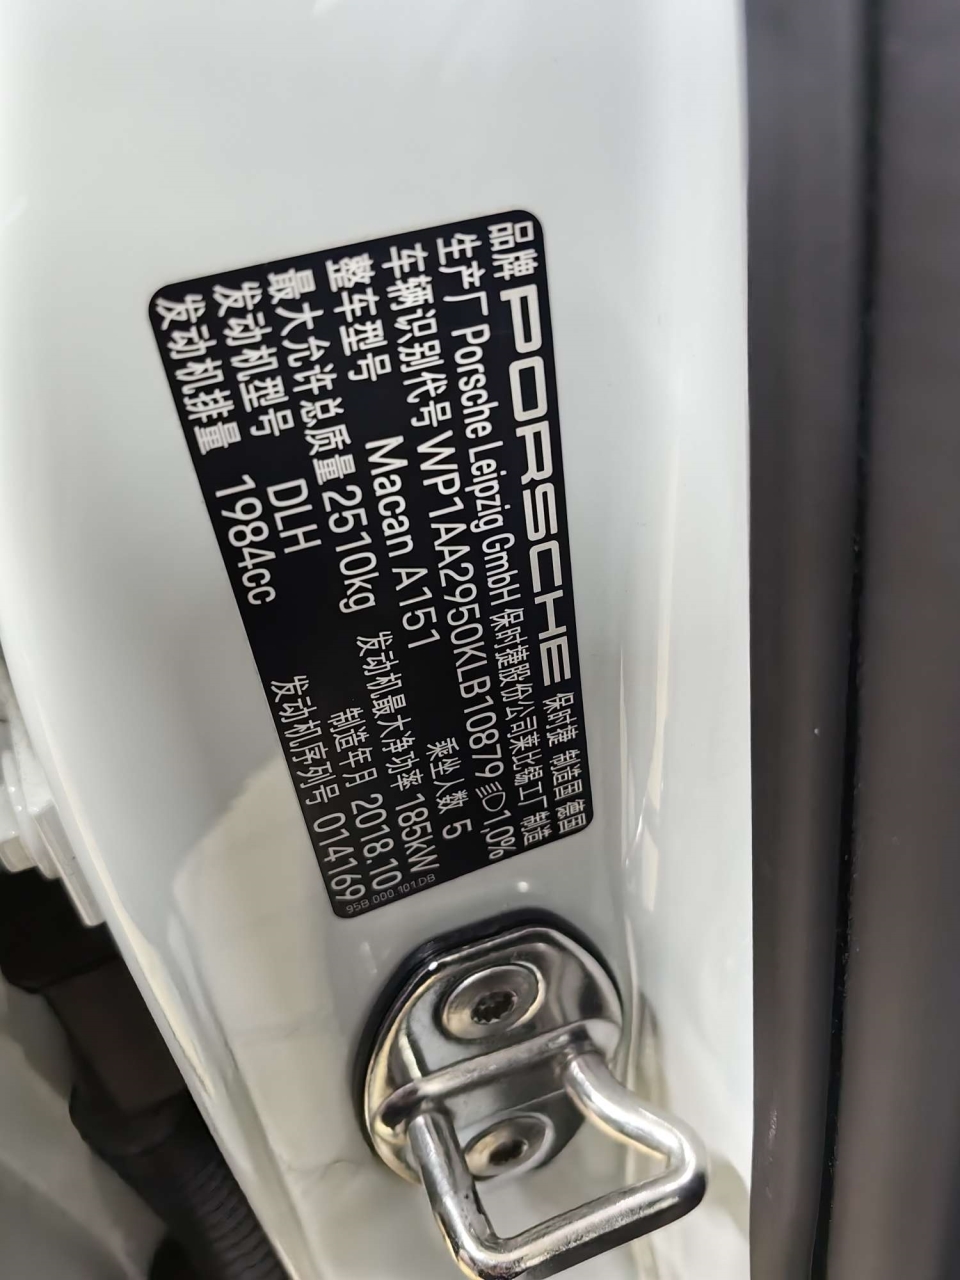 品牌 PORSCHE 保时捷 制造国 德国
生产厂 Porsche Leipzig GmbH 保时捷股份公司莱比锡工厂 制造
车辆识别代号 WP1AA2950KLB10879 1,0%
整车型号 Macan A151 乘坐人数 5
最大允许总质量 2510kg 发动机最大净功率 185kW
发动机型号 DLH 制造年月 2018.10
发动机排量 1984cc 发动机序列号 014169
95B.000.101.DB